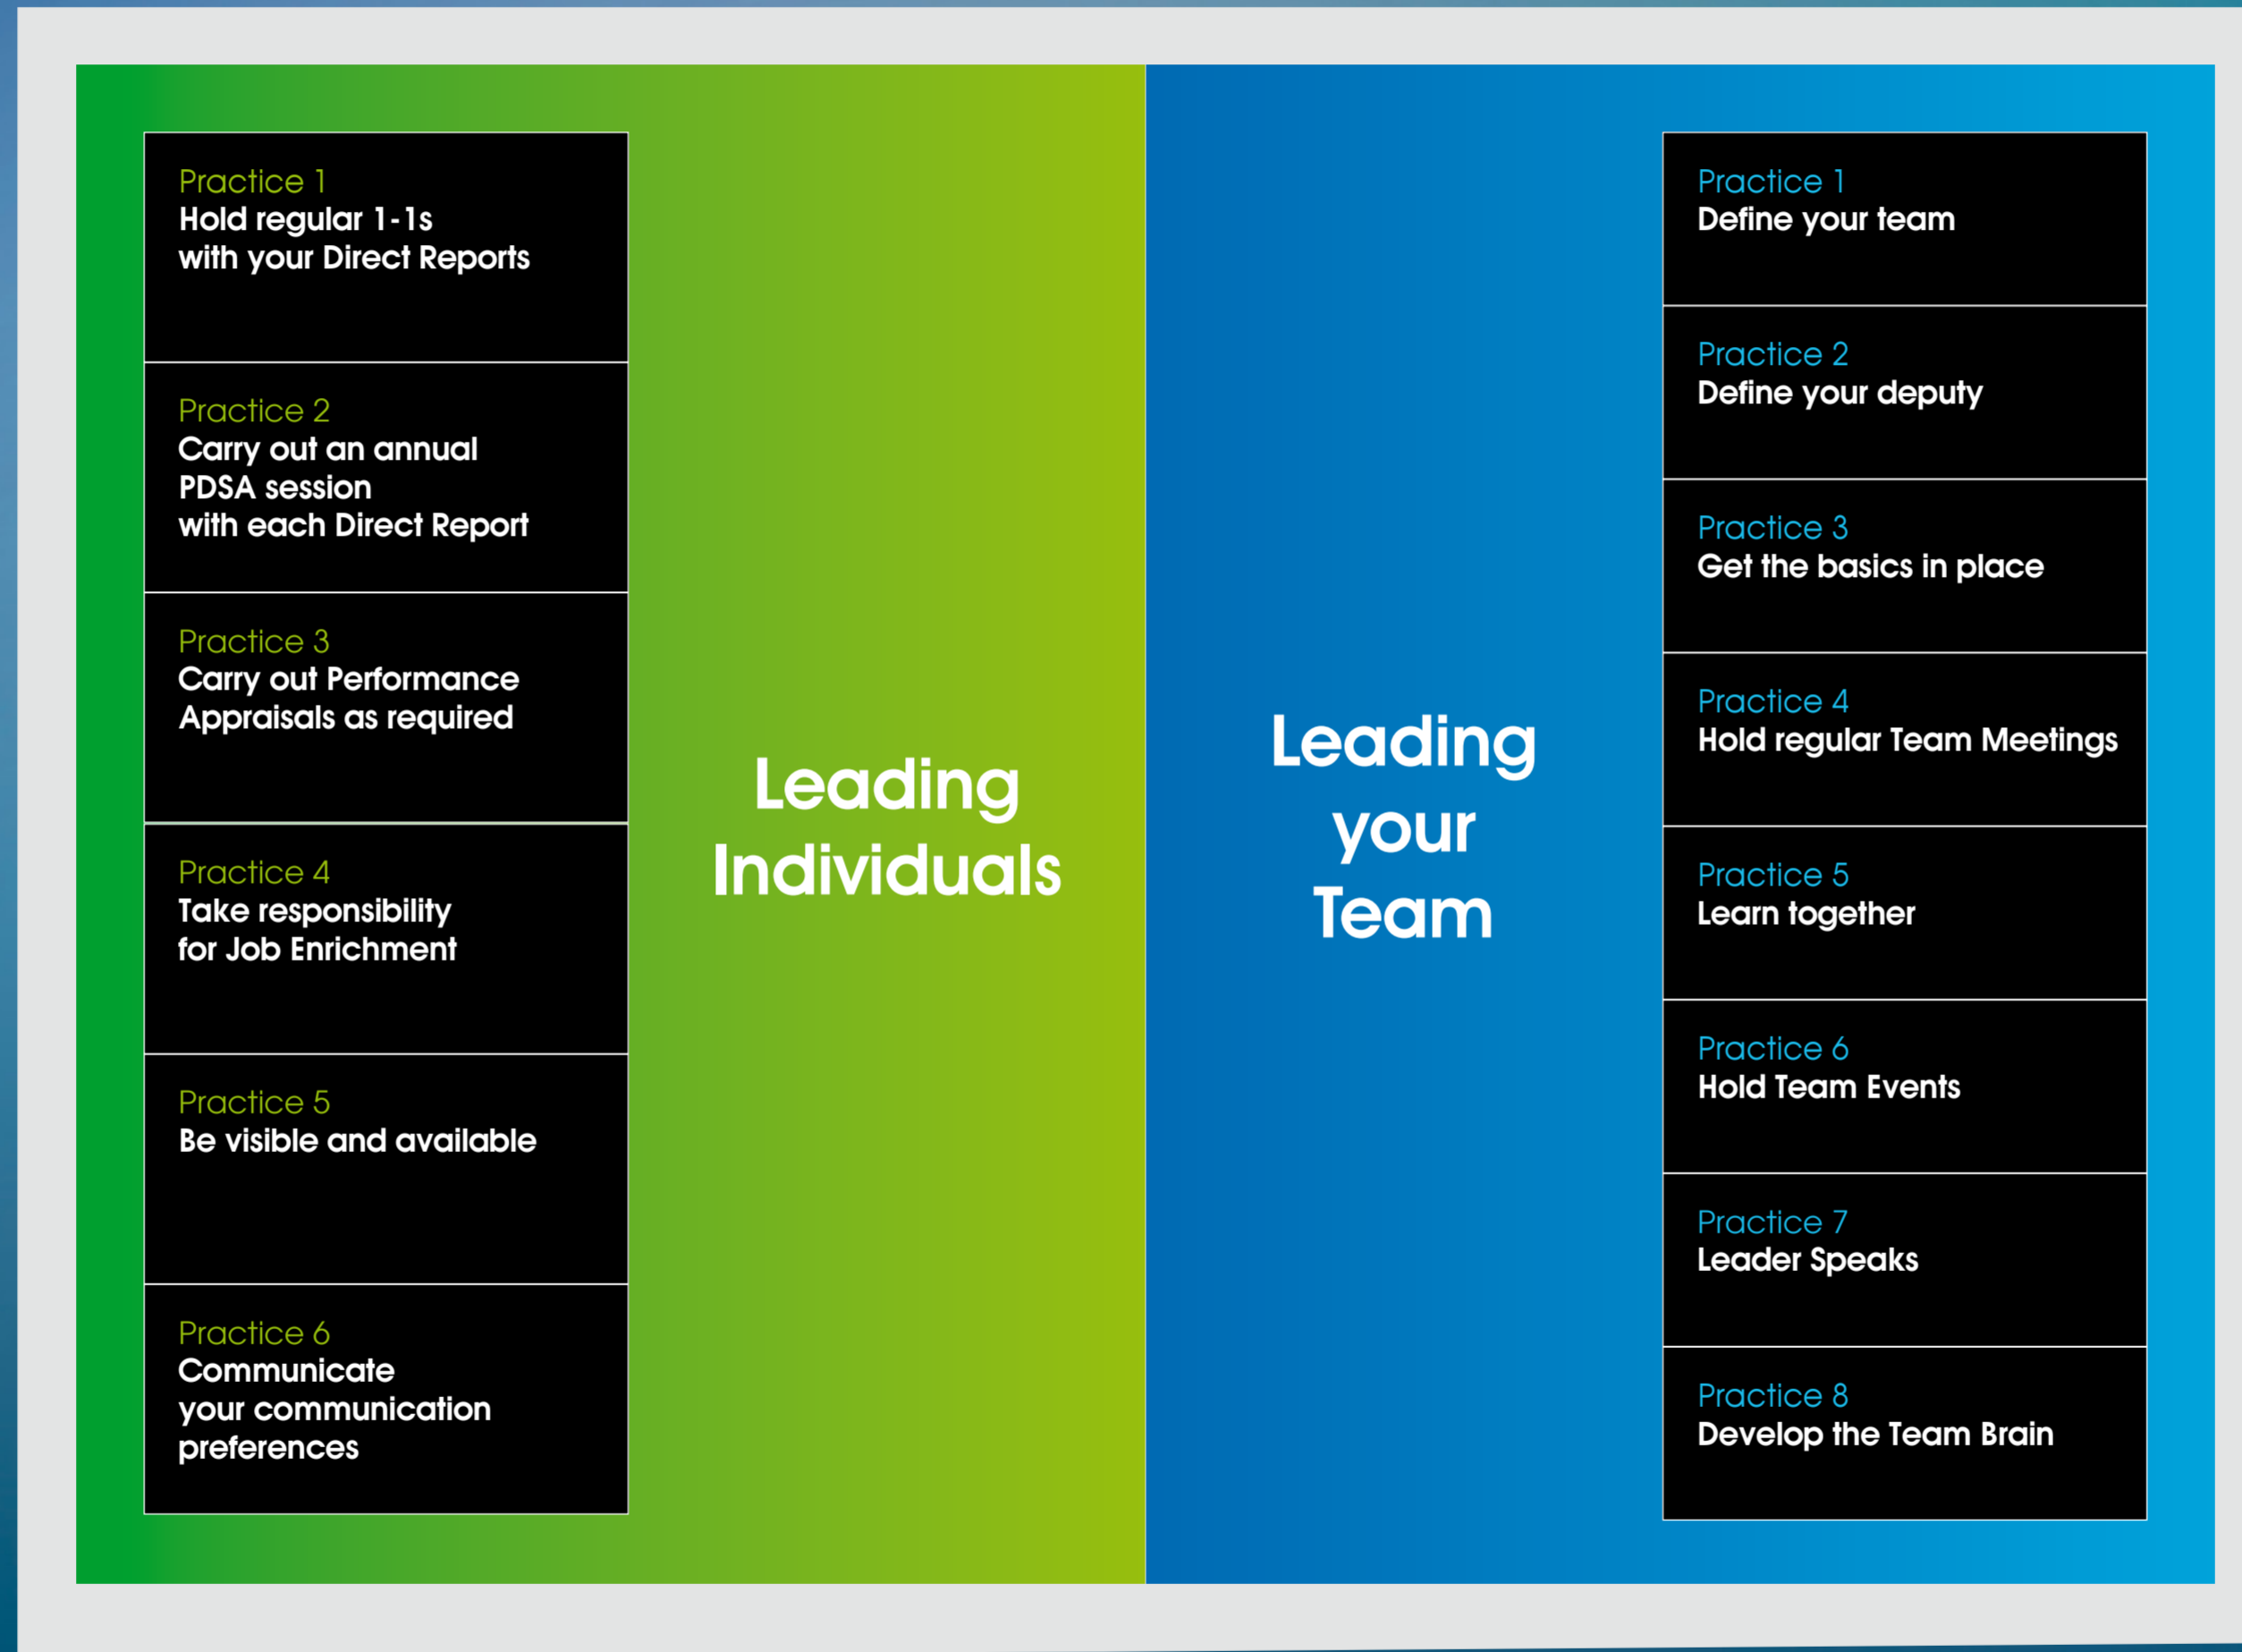 Practice 1
Hold regular 1-1s
with your Direct Reports
Practice 2
Carry out an annual
PDSA session
with each Direct Report
Practice 3
Carry out Performance
Appraisals as required
Practice 4
Take responsibility
for Job Enrichment
Practice 5
Be visible and available
Practice 6
Communicate
your communication
preferences
Leading
Individuals
Leading
your
Team
Practice 1
Define your team
Practice 2
Define your deputy
Practice 3
Get the basics in place
Practice 4
Hold regular Team Meetings
Practice 5
Learn together
Practice 6
Hold Team Events
Practice 7
Leader Speaks
Practice 8
Develop the Team Brain